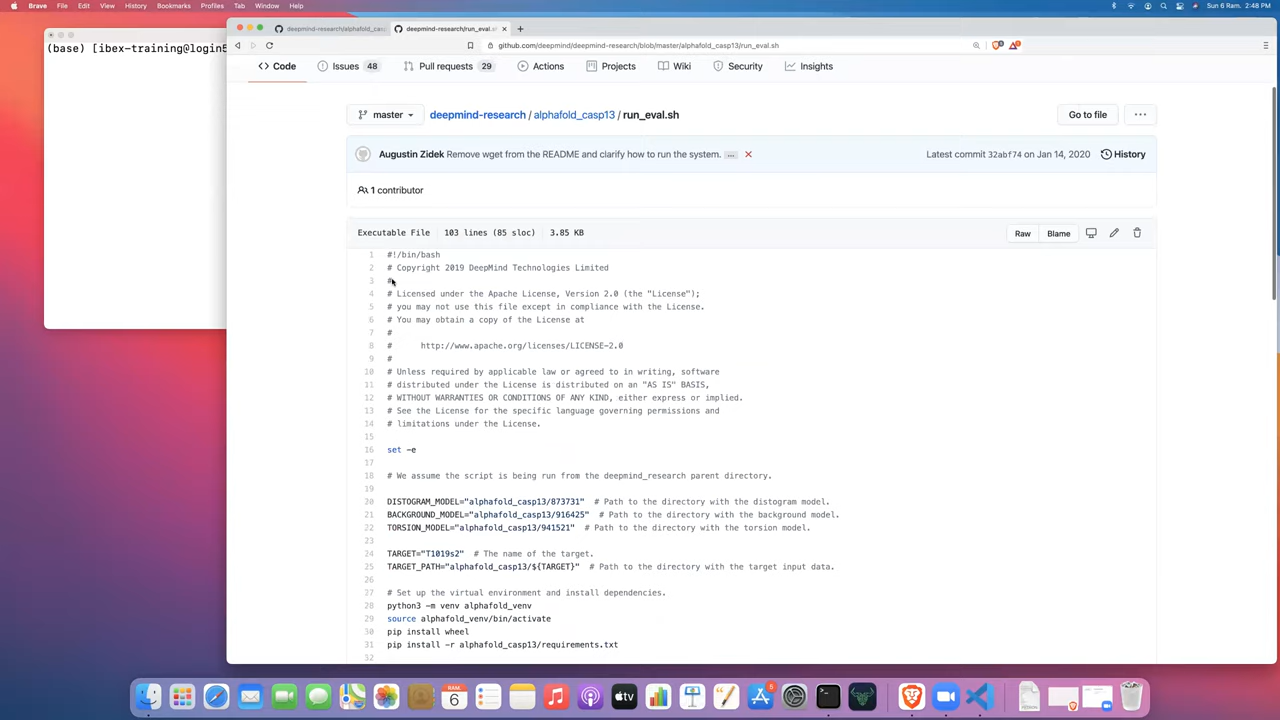 Brave File Edit View History Bookmarks Profiles Tab Window Help
Sun 6 Ram. 2:48 PM
(base) [ibex-training@login5
deepmind-research/alphafold_cas
deepmind-research/run_eval.sh
github.com/deepmind/deepmind-research/blob/master/alphafold_casp13/run_eval.sh
Code Issues 48 Pull requests 29 Actions Projects Wiki Security Insights
master deepmind-research / alphafold_casp13 / run_eval.sh Go to file ...
Augustin Zidek Remove wget from the README and clarify how to run the system. ... Latest commit 32abf74 on Jan 14, 2020 History
1 contributor
Executable File 103 lines (85 sloc) 3.85 KB Raw Blame
1 #!/bin/bash
2 # Copyright 2019 DeepMind Technologies Limited
3 #
4 # Licensed under the Apache License, Version 2.0 (the "License");
5 # you may not use this file except in compliance with the License.
6 # You may obtain a copy of the License at
7 #
8 # http://www.apache.org/licenses/LICENSE-2.0
9 #
10 # Unless required by applicable law or agreed to in writing, software
11 # distributed under the License is distributed on an "AS IS" BASIS,
12 # WITHOUT WARRANTIES OR CONDITIONS OF ANY KIND, either express or implied.
13 # See the License for the specific language governing permissions and
14 # limitations under the License.
15
16 set -e
17
18 # We assume the script is being run from the deepmind_research parent directory.
19
20 DISTOGRAM_MODEL="alphafold_casp13/873731" # Path to the directory with the distogram model.
21 BACKGROUND_MODEL="alphafold_casp13/916425" # Path to the directory with the background model.
22 TORSION_MODEL="alphafold_casp13/941521" # Path to the directory with the torsion model.
23
24 TARGET="T1019s2" # The name of the target.
25 TARGET_PATH="alphafold_casp13/${TARGET}" # Path to the directory with the target input data.
26
37 # Set up the virtual environment and install dependencies.
28 python3 -m venv alphafold_venv
29 source alphafold_venv/bin/activate
30 pip install wheel
31 pip install -r alphafold_casp13/requirements.txt
32
RAM.
6
tv
5